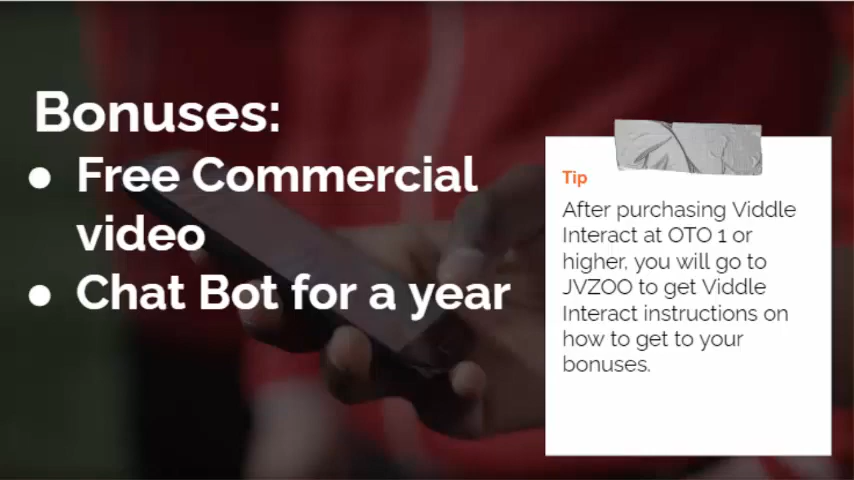 Bonuses:
● Free Commercial
video
● Chat Bot for a year
Tip
After purchasing Viddle
Interact at OTO 1 or
higher, you will go to
JVZOO to get Viddle
Interact instructions on
how to get to your
bonuses.